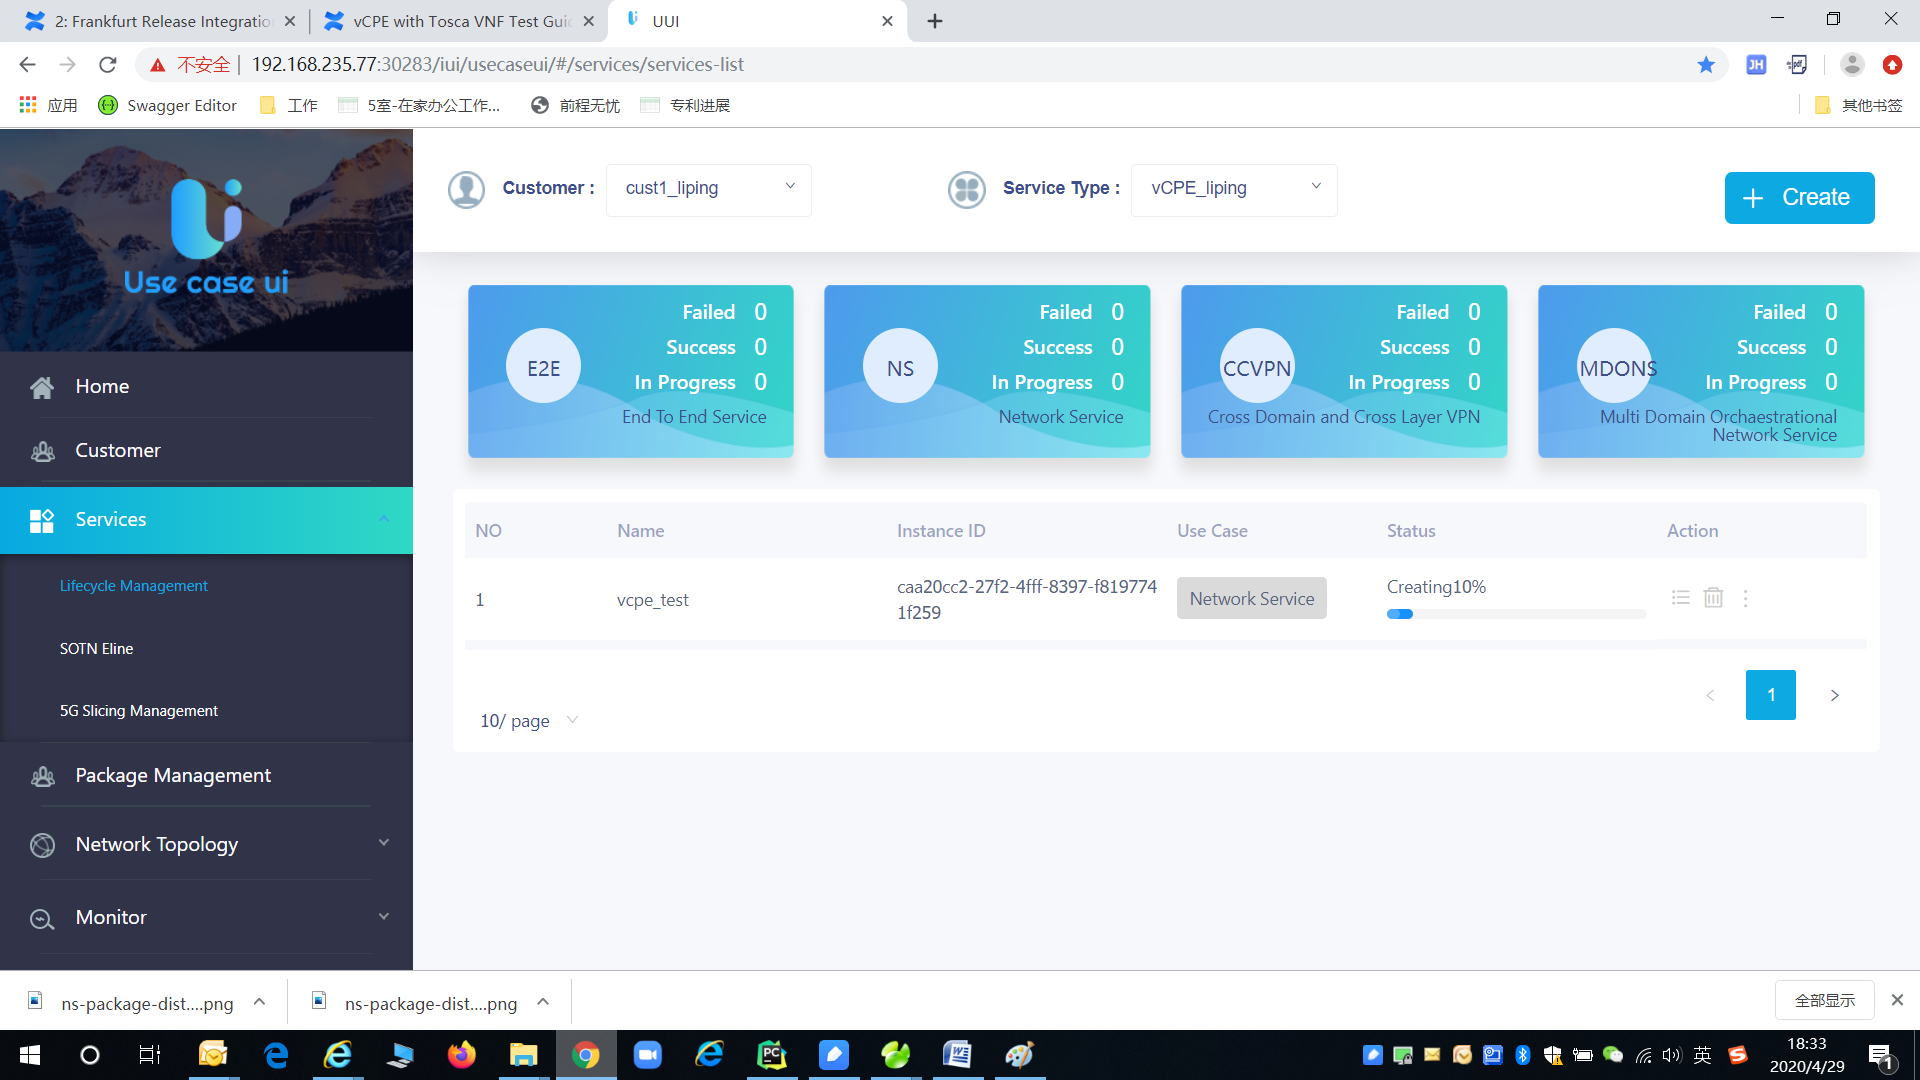 2: Frankfurt Release Integratio
vCPE with Tosca VNF Test Gui
UUI
不安全
192.168.235.77:30283/iui/usecaseui/#/services/services-list
JH
pdf
应用
Swagger Editor
工作
5室-在家办公工作...
前程无忧
专利进展
其他书签
Use case ui
Customer :
cust1_liping
Service Type :
vCPE_liping
Create
E2E
Failed 0
Success 0
In Progress 0
End To End Service
NS
Failed 0
Success 0
In Progress 0
Network Service
CCVPN
Failed 0
Success 0
In Progress 0
Cross Domain and Cross Layer VPN
MDONS
Failed 0
Success 0
In Progress 0
Multi Domain Orchaestrational
Network Service
Home
Customer
Services
Lifecycle Management
SOTN Eline
5G Slicing Management
Package Management
Network Topology
Monitor
NO Name Instance ID Use Case Status Action
1 vcpe_test caa20cc2-27f2-4fff-8397-f819774
1f259
Network Service
Creating10%
1
10/ page
ns-package-dist....png
ns-package-dist....png
全部显示
英
18:33
2020/4/29
1